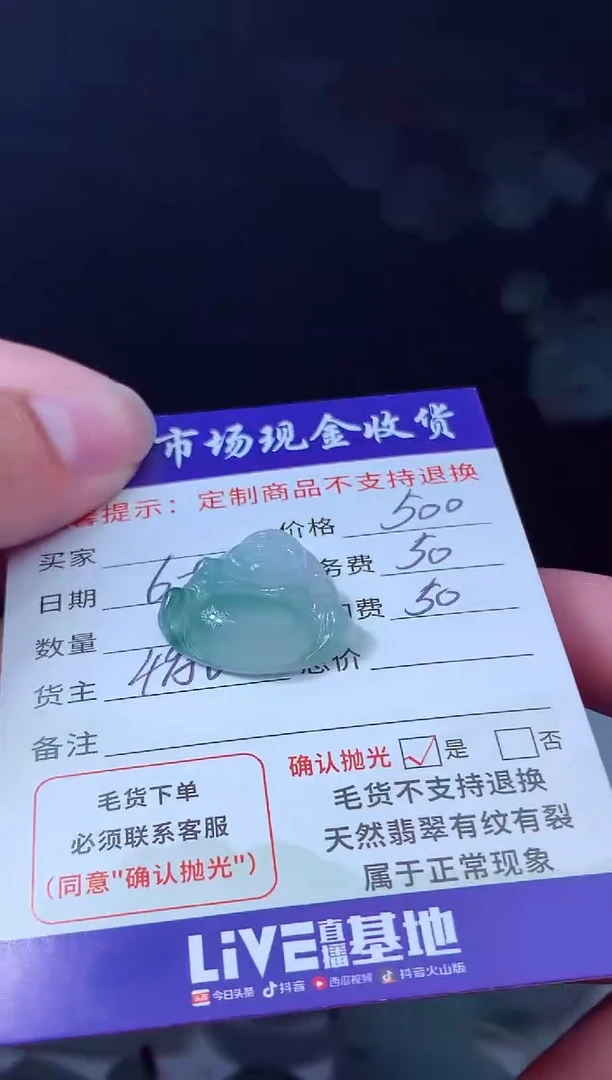 市场现金收货
提示：定制商品不支持退换
买家
价格 500
日期 6
务费 50
数量
费 50
货主
总价
备注
确认抛光 ☑是 □否
毛货下单
必须联系客服
（同意"确认抛光"）
毛货不支持退换
天然翡翠有纹有裂
属于正常现象
LiVE直播基地
头条 今日头条 抖音 西瓜视频 抖音火山版